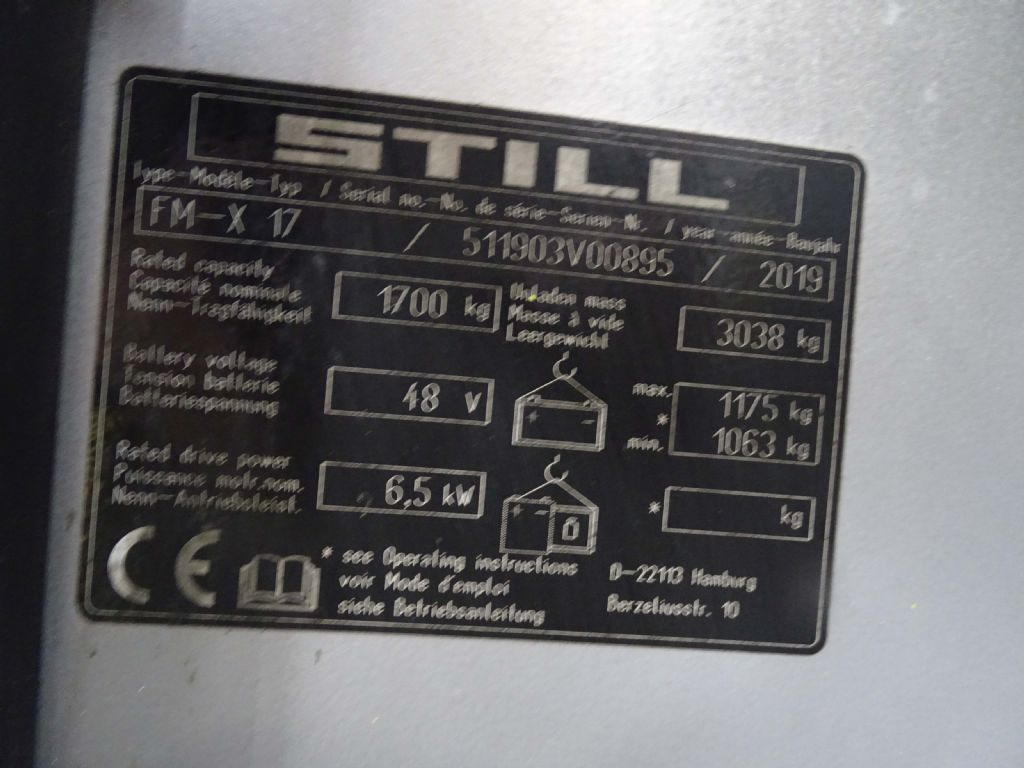 STILL
Type-Modèle-Typ / Serial no.-No. de série-Serien-Nr. / year-année-Baujahr
FM-X 17 / 511903V00895 / 2019
Rated capacity
Capacité nominale
Nenn-Tragfähigkeit
1700 kg
Unladen mass
Masse à vide
Leergewicht
3038 kg
Battery voltage
Tension batterie
Batteriespannung
48 V
max. 1175 kg
*
min. 1063 kg
Rated drive power
Puissance motr.nom.
Nenn-Antriebsleist.
6,5 kW
* kg
CE
* see Operating instructions
voir Mode d'emploi
siehe Betriebsanleitung
D-22113 Hamburg
Berzeliusstr. 10